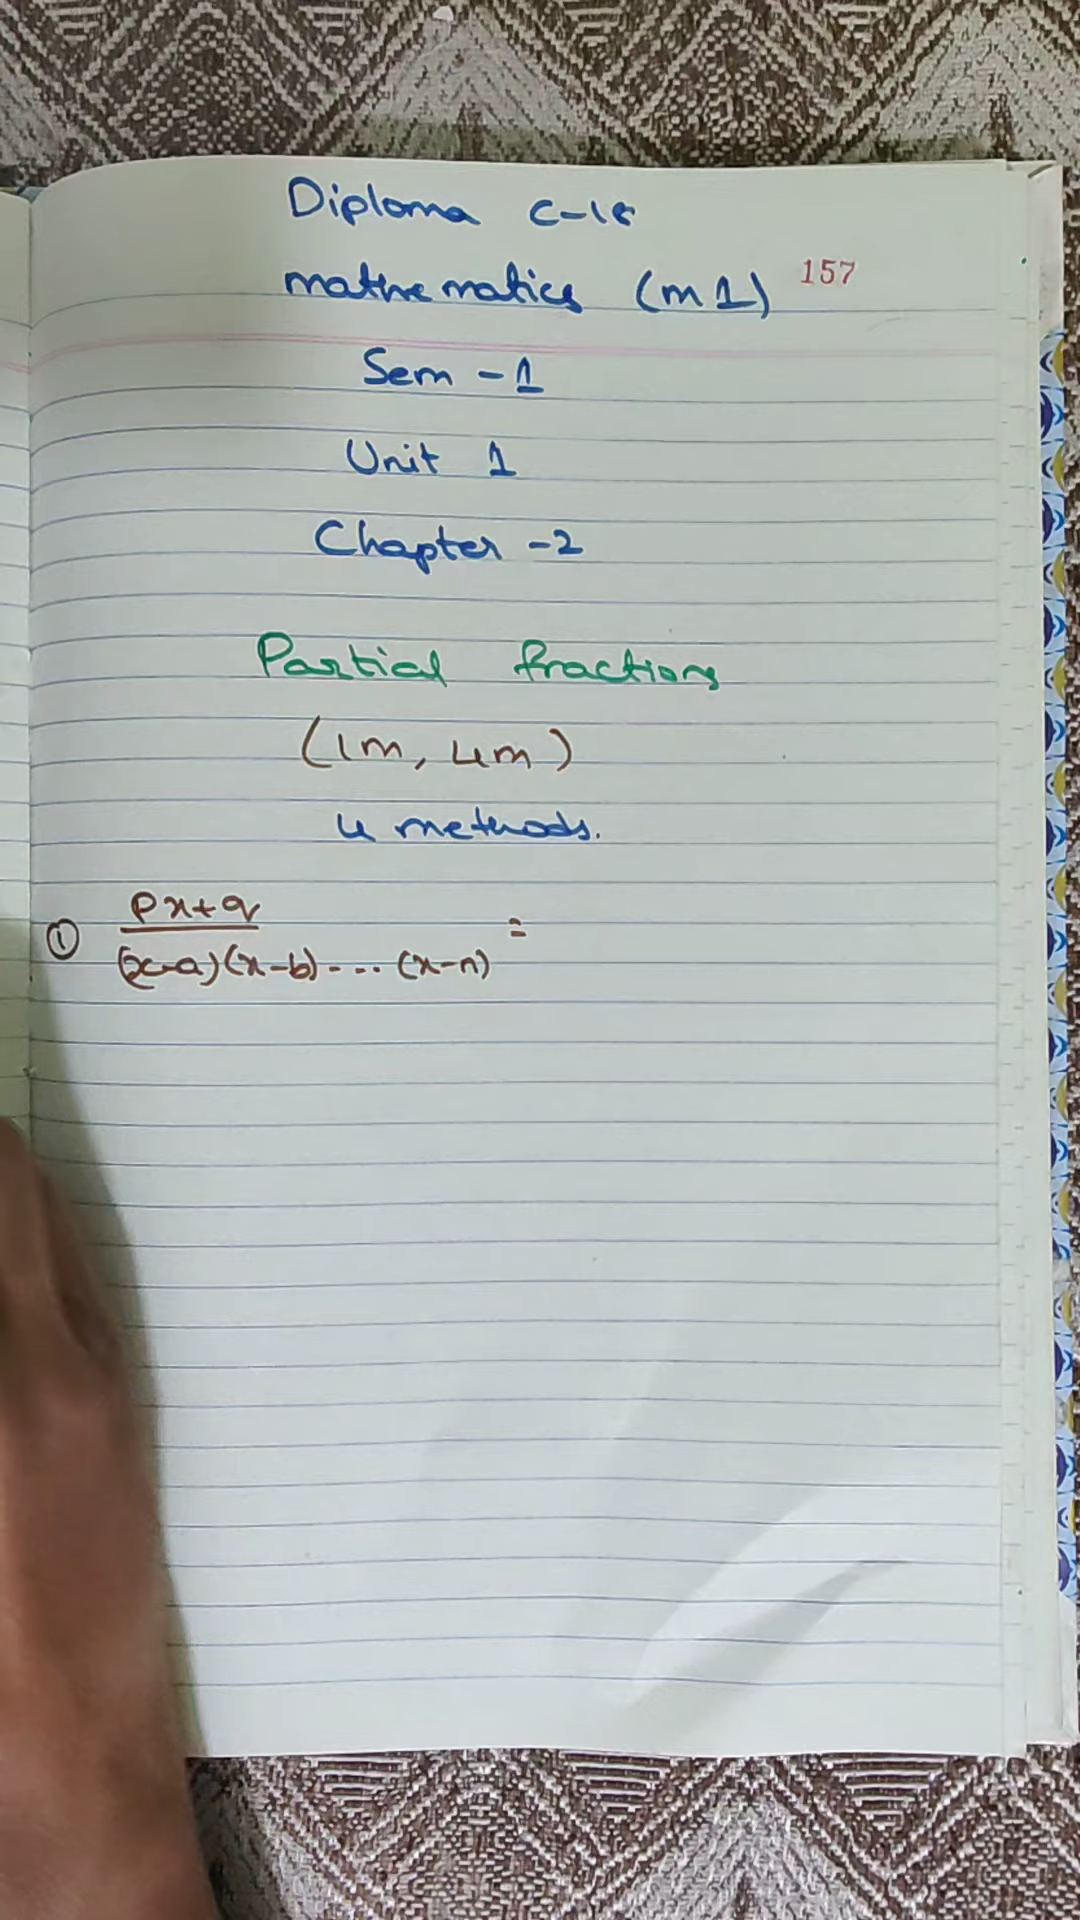 Diploma C-18
mathematics (m1) 157
Sem - 1
Unit 1
Chapter - 2
Partial fractions
(1m, 4m)
4 methods.
① px+q
(x-a)(x-b)---- (x-n) =